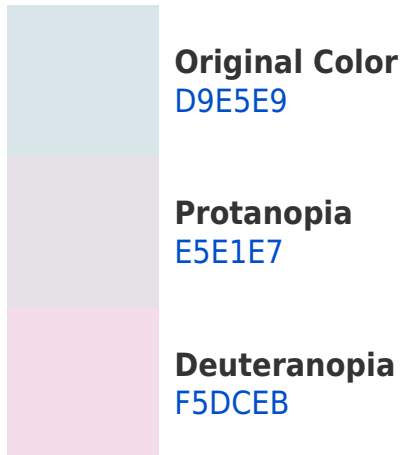 Original Color
D9E5E9
Protanopia
E5E1E7
Deuteranopia
F5DCEB